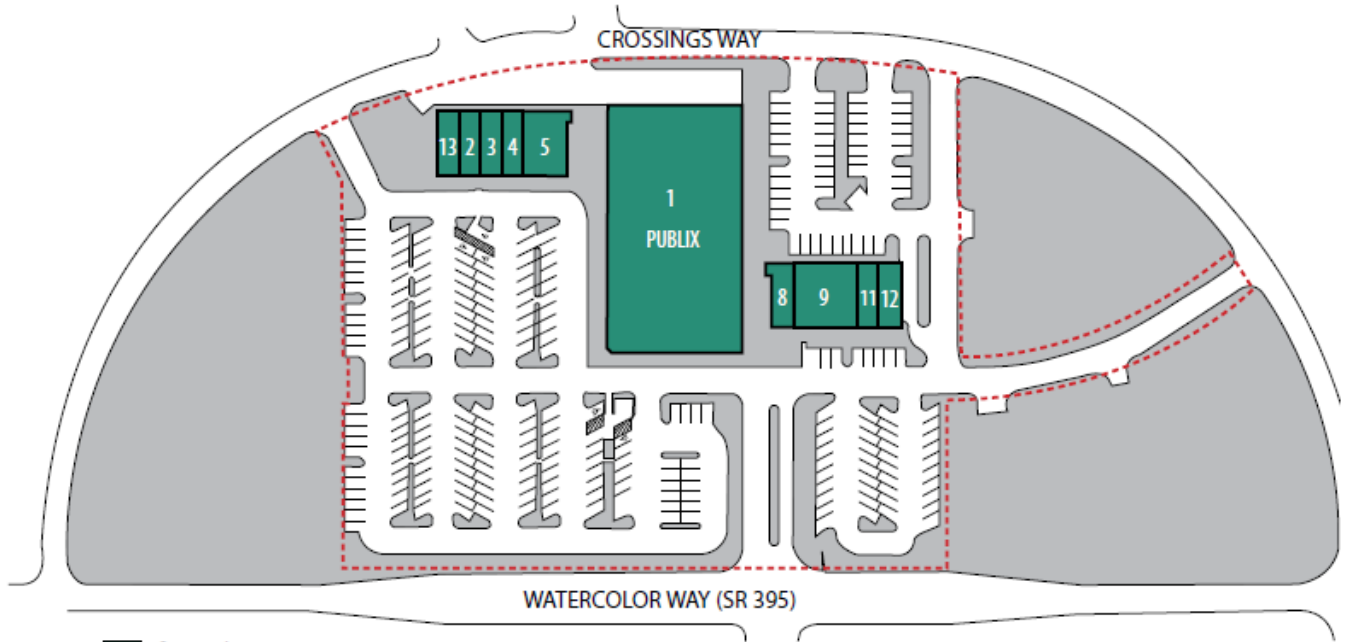 CROSSINGS WAY
13 2 3 4 5
1
PUBLIX
8 9 11 12
WATERCOLOR WAY (SR 395)